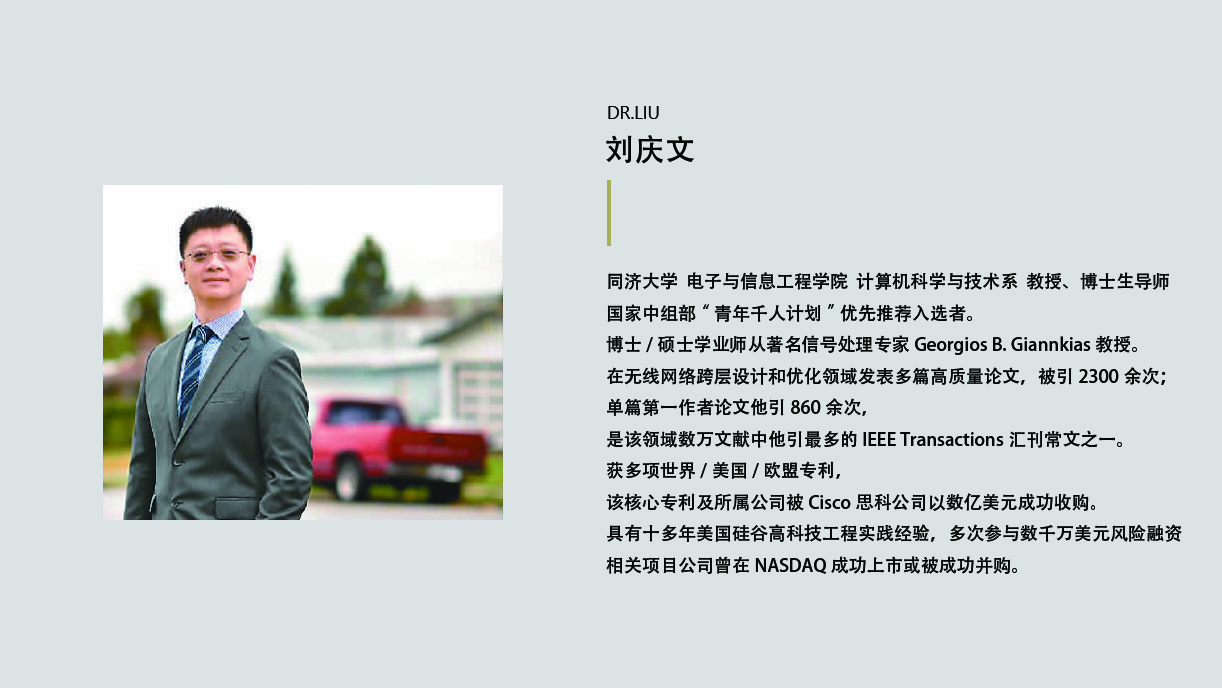 DR.LIU
刘庆文
同济大学 电子与信息工程学院 计算机科学与技术系 教授、博士生导师
国家中组部“青年千人计划”优先推荐入选者。
博士 / 硕士学业师从著名信号处理专家 Georgios B. Giannkias 教授。
在无线网络跨层设计和优化领域发表多篇高质量论文，被引 2300 余次；
单篇第一作者论文他引 860 余次，
是该领域数万文献中他引最多的 IEEE Transactions 汇刊常文之一。
获多项世界 / 美国 / 欧盟专利，
该核心专利及所属公司被 Cisco 思科公司以数亿美元成功收购。
具有十多年美国硅谷高科技工程实践经验，多次参与数千万美元风险融资
相关项目公司曾在 NASDAQ 成功上市或被成功并购。